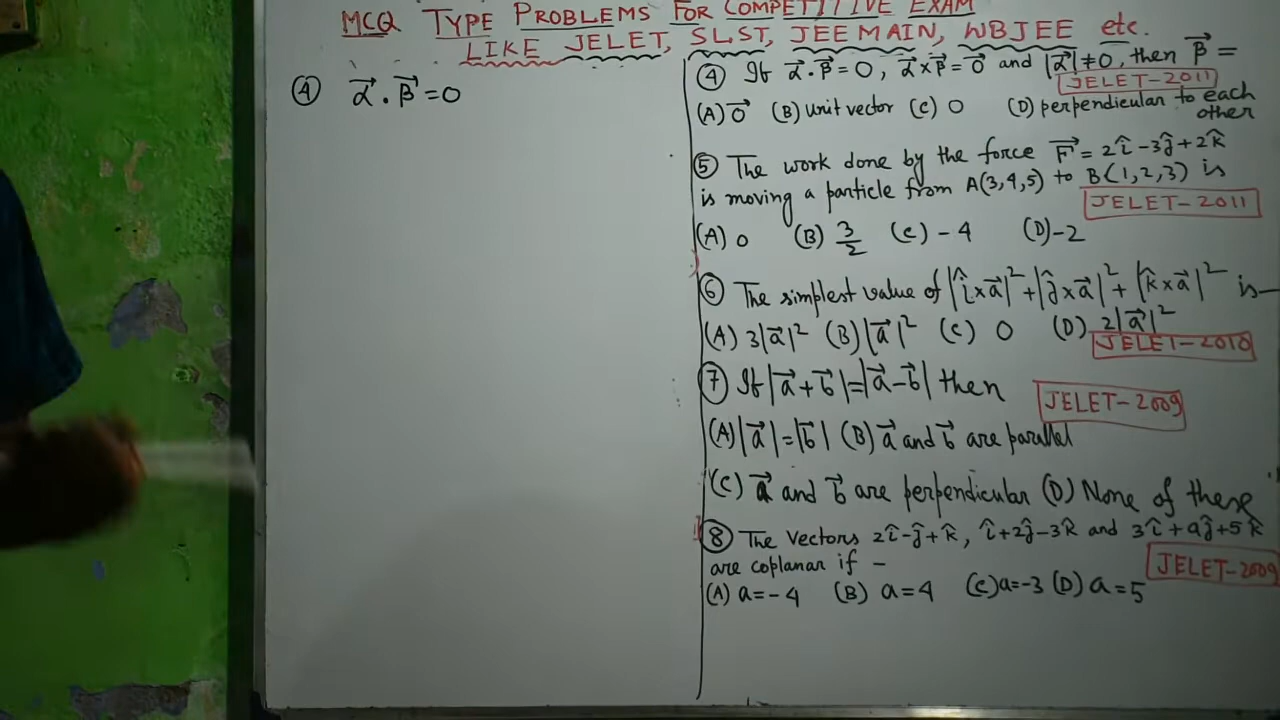 MCQ TYPE PROBLEMS FOR COMPETITIVE EXAM
LIKE JELET, SLST, JEE MAIN, WBJEE etc.
④ α⃗ . β⃗ = 0
④ If α⃗ . β⃗ = 0, α⃗ × β⃗ = 0⃗ and |α⃗| ≠ 0, then β⃗ =
JELET-2011
(A) 0⃗ (B) unit vector (C) 0 (D) perpendicular to each
other
⑤ The work done by the force F⃗ = 2î - 3ĵ + 2k̂
is moving a particle from A(3,4,5) to B(1,2,3) is
JELET-2011
(A) 0 (B) 3/2 (C) - 4 (D) -2
⑥ The simplest value of |î × a⃗|² + |ĵ × a⃗|² + |k̂ × a⃗|² is —
(A) 3|a⃗|² (B) |a⃗|² (C) 0 (D) 2|a⃗|²
JELET-2010
⑦ If |a⃗ + b⃗| = |a⃗ - b⃗| then
JELET-2009
(A) |a⃗| = |b⃗| (B) a⃗ and b⃗ are parallel
(C) a⃗ and b⃗ are perpendicular (D) None of these
⑧ The vectors 2î - ĵ + k̂, î + 2ĵ - 3k̂ and 3î + aĵ + 5k̂
are coplanar if -
JELET-2009
(A) a = - 4 (B) a = 4 (C) a = -3 (D) a = 5